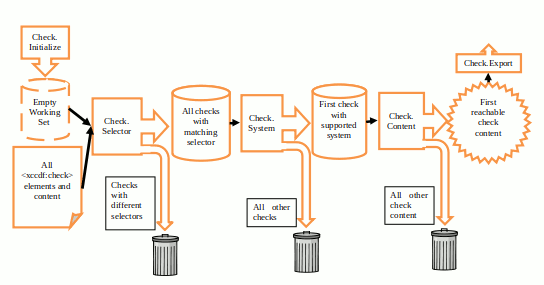 Check.
Initialize
Empty
Working
Set
All
<xccdf:check>
elements and
content
Check.
Selector
Checks
with
different
selectors
All checks
with
matching
selector
Check.
System
All other
checks
First check
with
supported
system
Check.
Content
All other
check
content
First
reachable
check
content
Check.Export